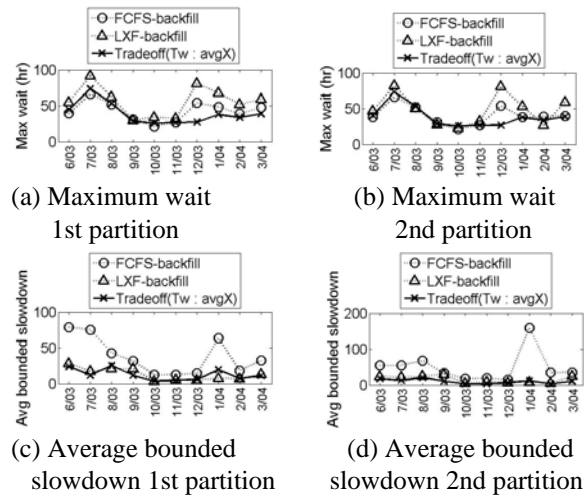 FCFS-backfill
LXF-backfill
Tradeoff(Tw : avgX)
Max wait (hr)
100
50
0
6/03 7/03 8/03 9/03 10/03 11/03 12/03 1/04 2/04 3/04
(a) Maximum wait
1st partition
FCFS-backfill
LXF-backfill
Tradeoff(Tw : avgX)
Max wait (hr)
100
50
0
6/03 7/03 8/03 9/03 10/03 11/03 12/03 1/04 2/04 3/04
(b) Maximum wait
2nd partition
FCFS-backfill
LXF-backfill
Tradeoff(Tw : avgX)
Avg bounded slowdown
100
50
0
6/03 7/03 8/03 9/03 10/03 11/03 12/03 1/04 2/04 3/04
(c) Average bounded
slowdown 1st partition
FCFS-backfill
LXF-backfill
Tradeoff(Tw : avgX)
Avg bounded slowdown
200
100
0
6/03 7/03 8/03 9/03 10/03 11/03 12/03 1/04 2/04 3/04
(d) Average bounded
slowdown 2nd partition